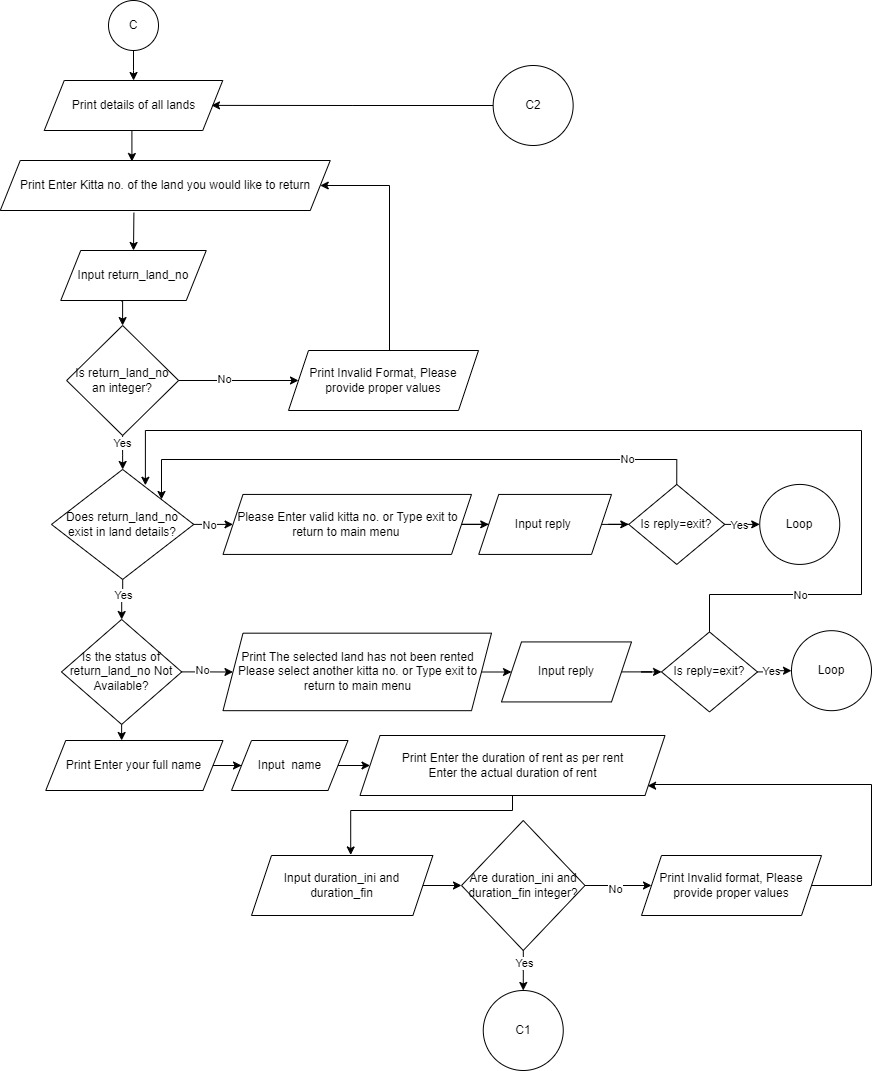 C
Print details of all lands
C2
Print Enter Kitta no. of the land you would like to return
Input return_land_no
Is return_land_no
an integer?
No
Print Invalid Format, Please
provide proper values
Yes
No
Does return_land_no
exist in land details?
No
Please Enter valid kitta no. or Type exit to
return to main menu
Input reply
Is reply=exit?
Yes
Loop
Yes
No
Is the status of
return_land_no Not
Available?
No
Print The selected land has not been rented
Please select another kitta no. or Type exit to
return to main menu
Input reply
Is reply=exit?
Yes
Loop
Print Enter your full name
Input name
Print Enter the duration of rent as per rent
Enter the actual duration of rent
Input duration_ini and
duration_fin
Are duration_ini and
duration_fin integer?
No
Print Invalid format, Please
provide proper values
Yes
C1